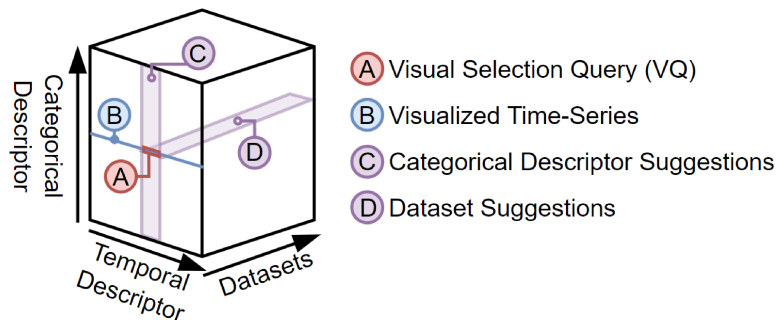 Categorical
Descriptor
Temporal
Descriptor
Datasets
A
B
C
D
A Visual Selection Query (VQ)
B Visualized Time-Series
C Categorical Descriptor Suggestions
D Dataset Suggestions